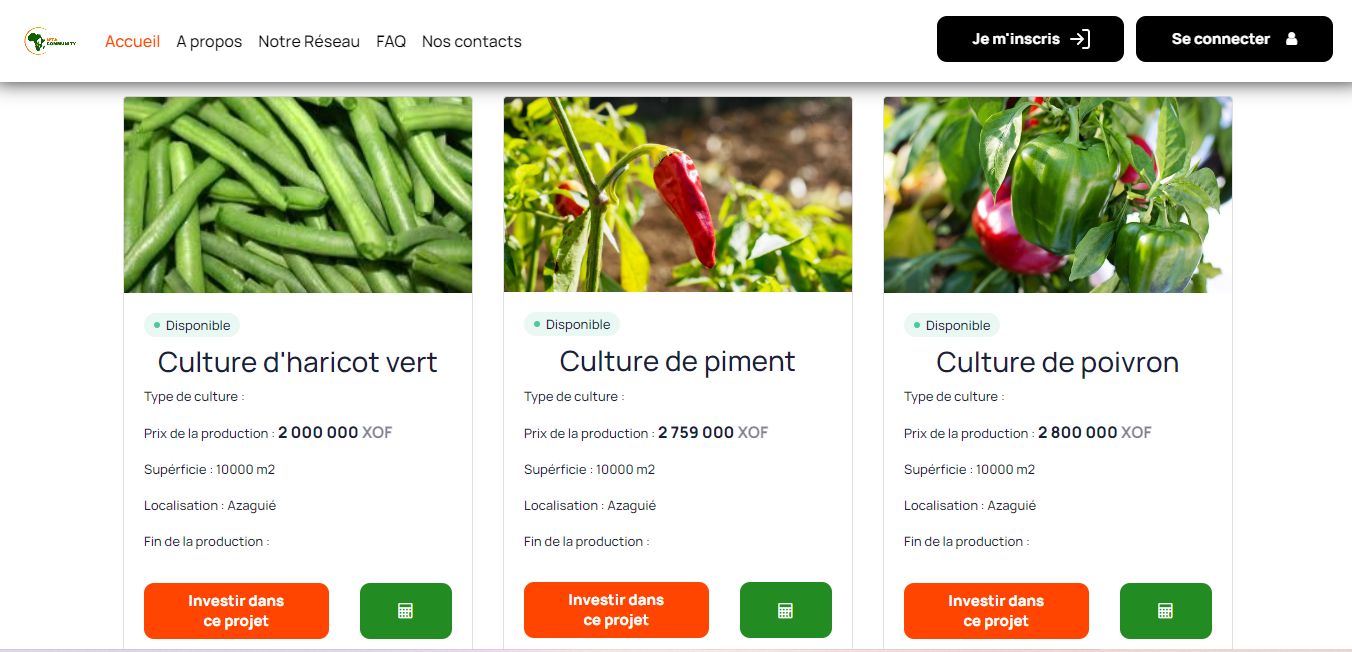 MYA
COMMUNITY
Accueil A propos Notre Réseau FAQ Nos contacts
Je m'inscris
Se connecter
Disponible
Culture d'haricot vert
Type de culture :
Prix de la production : 2 000 000 XOF
Supérficie : 10000 m2
Localisation : Azaguié
Fin de la production :
Investir dans
ce projet
Disponible
Culture de piment
Type de culture :
Prix de la production : 2 759 000 XOF
Supérficie : 10000 m2
Localisation : Azaguié
Fin de la production :
Investir dans
ce projet
Disponible
Culture de poivron
Type de culture :
Prix de la production : 2 800 000 XOF
Supérficie : 10000 m2
Localisation : Azaguié
Fin de la production :
Investir dans
ce projet